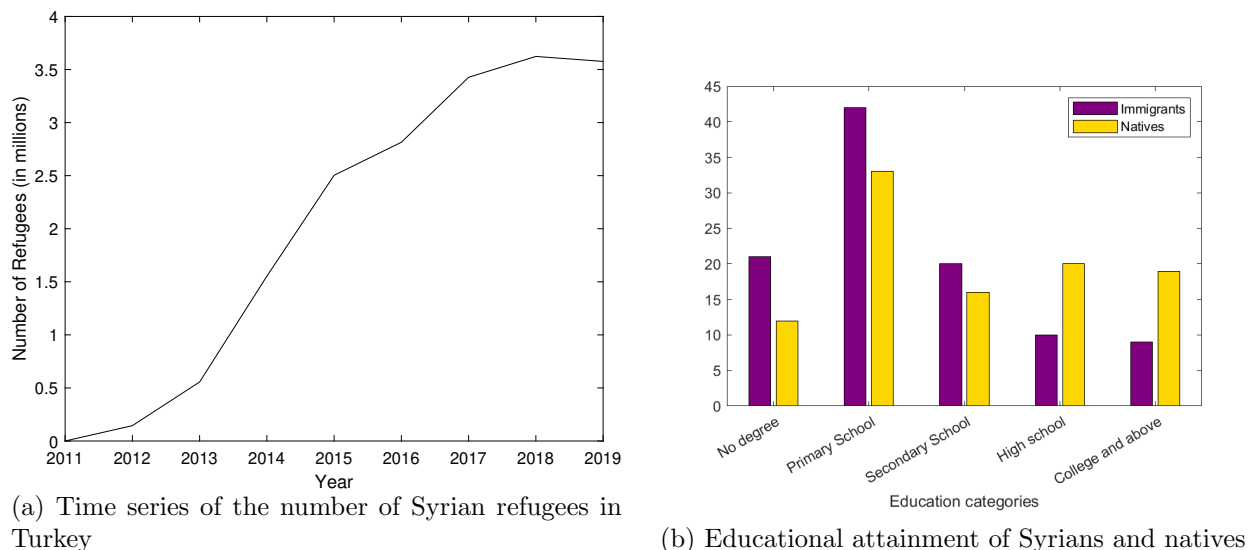 4
3.5
3
2.5
2
1.5
1
0.5
0
Number of Refugees (in millions)
2011 2012 2013 2014 2015 2016 2017 2018 2019
Year
(a) Time series of the number of Syrian refugees in
Turkey
45
40
35
30
25
20
15
10
5
0
Immigrants
Natives
No degree
Primary School
Secondary School
High school
College and above
Education categories
(b) Educational attainment of Syrians and natives